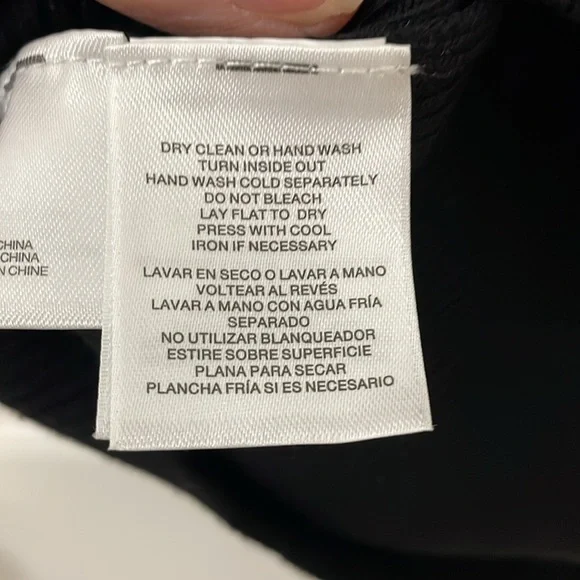 DRY CLEAN OR HAND WASH
TURN INSIDE OUT
HAND WASH COLD SEPARATELY
DO NOT BLEACH
LAY FLAT TO DRY
PRESS WITH COOL
IRON IF NECESSARY
LAVAR EN SECO O LAVAR A MANO
VOLTEAR AL REVÉS
LAVAR A MANO CON AGUA FRÍA
SEPARADO
NO UTILIZAR BLANQUEADOR
ESTIRE SOBRE SUPERFICIE
PLANA PARA SECAR
PLANCHA FRÍA SI ES NECESARIO
CHINA
CHINA
CHINE